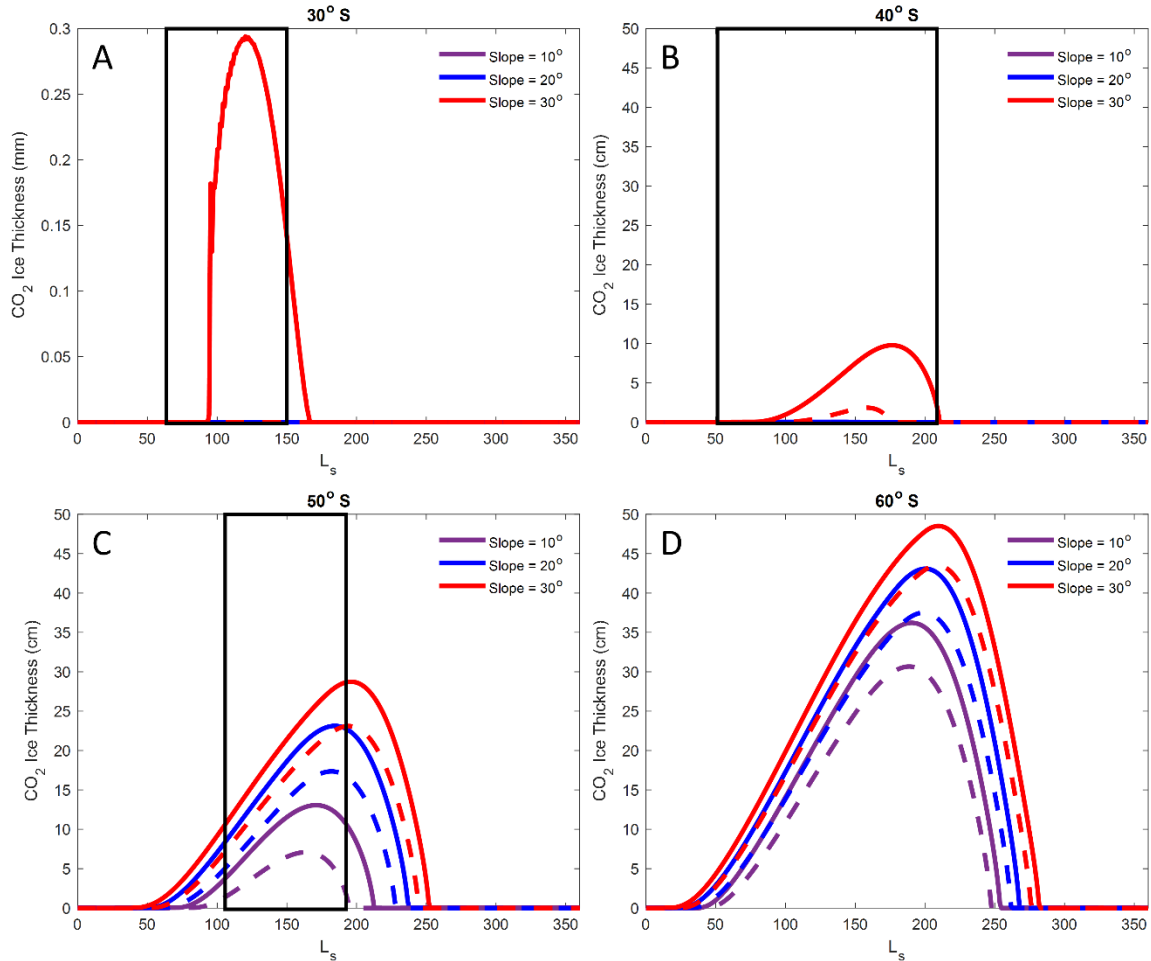 30° S
A
Slope = 10°
Slope = 20°
Slope = 30°
CO₂ Ice Thickness (mm)
0.3
0.25
0.2
0.15
0.1
0.05
0
0 50 100 150 200 250 300 350
Lₛ
40° S
B
Slope = 10°
Slope = 20°
Slope = 30°
CO₂ Ice Thickness (cm)
50
45
40
35
30
25
20
15
10
5
0
0 50 100 150 200 250 300 350
Lₛ
50° S
C
Slope = 10°
Slope = 20°
Slope = 30°
CO₂ Ice Thickness (cm)
50
45
40
35
30
25
20
15
10
5
0
0 50 100 150 200 250 300 350
Lₛ
60° S
D
Slope = 10°
Slope = 20°
Slope = 30°
CO₂ Ice Thickness (cm)
50
45
40
35
30
25
20
15
10
5
0
0 50 100 150 200 250 300 350
Lₛ